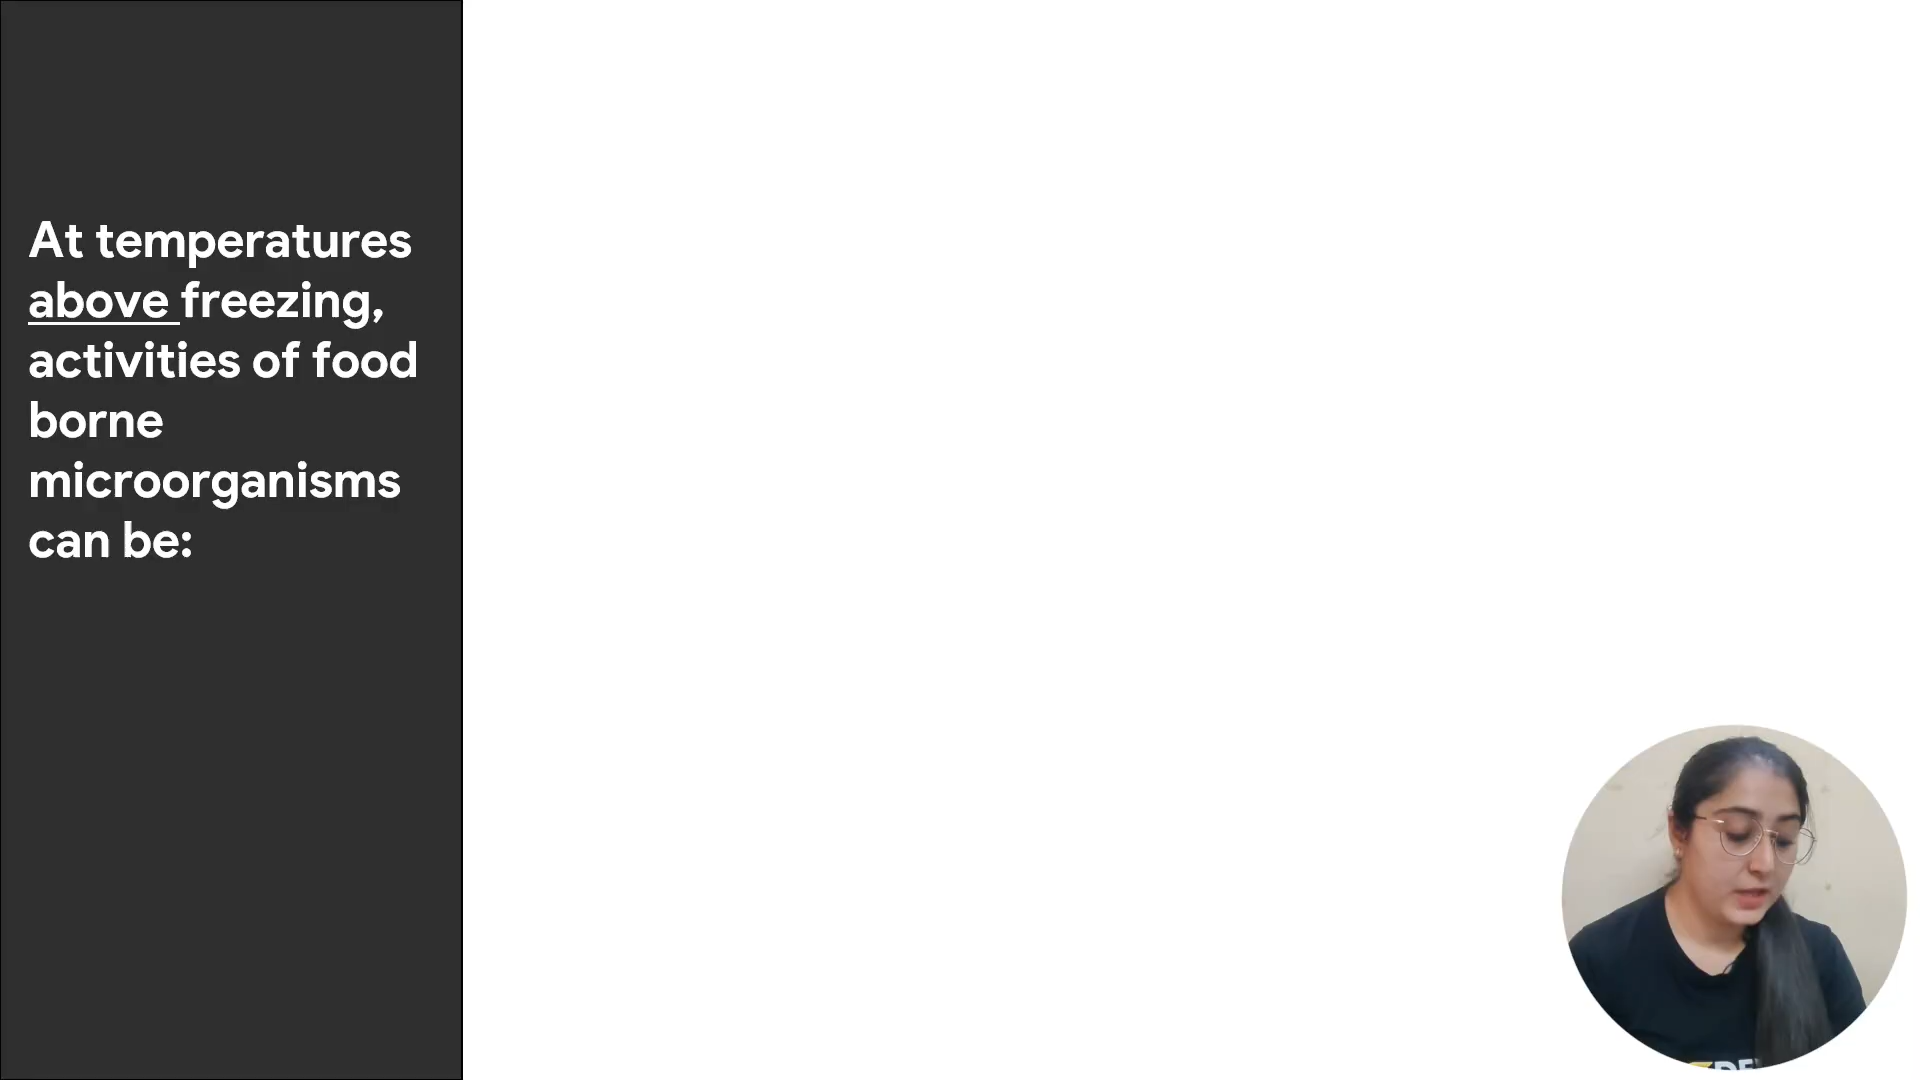 At temperatures
above freezing,
activities of food
borne
microorganisms
can be: